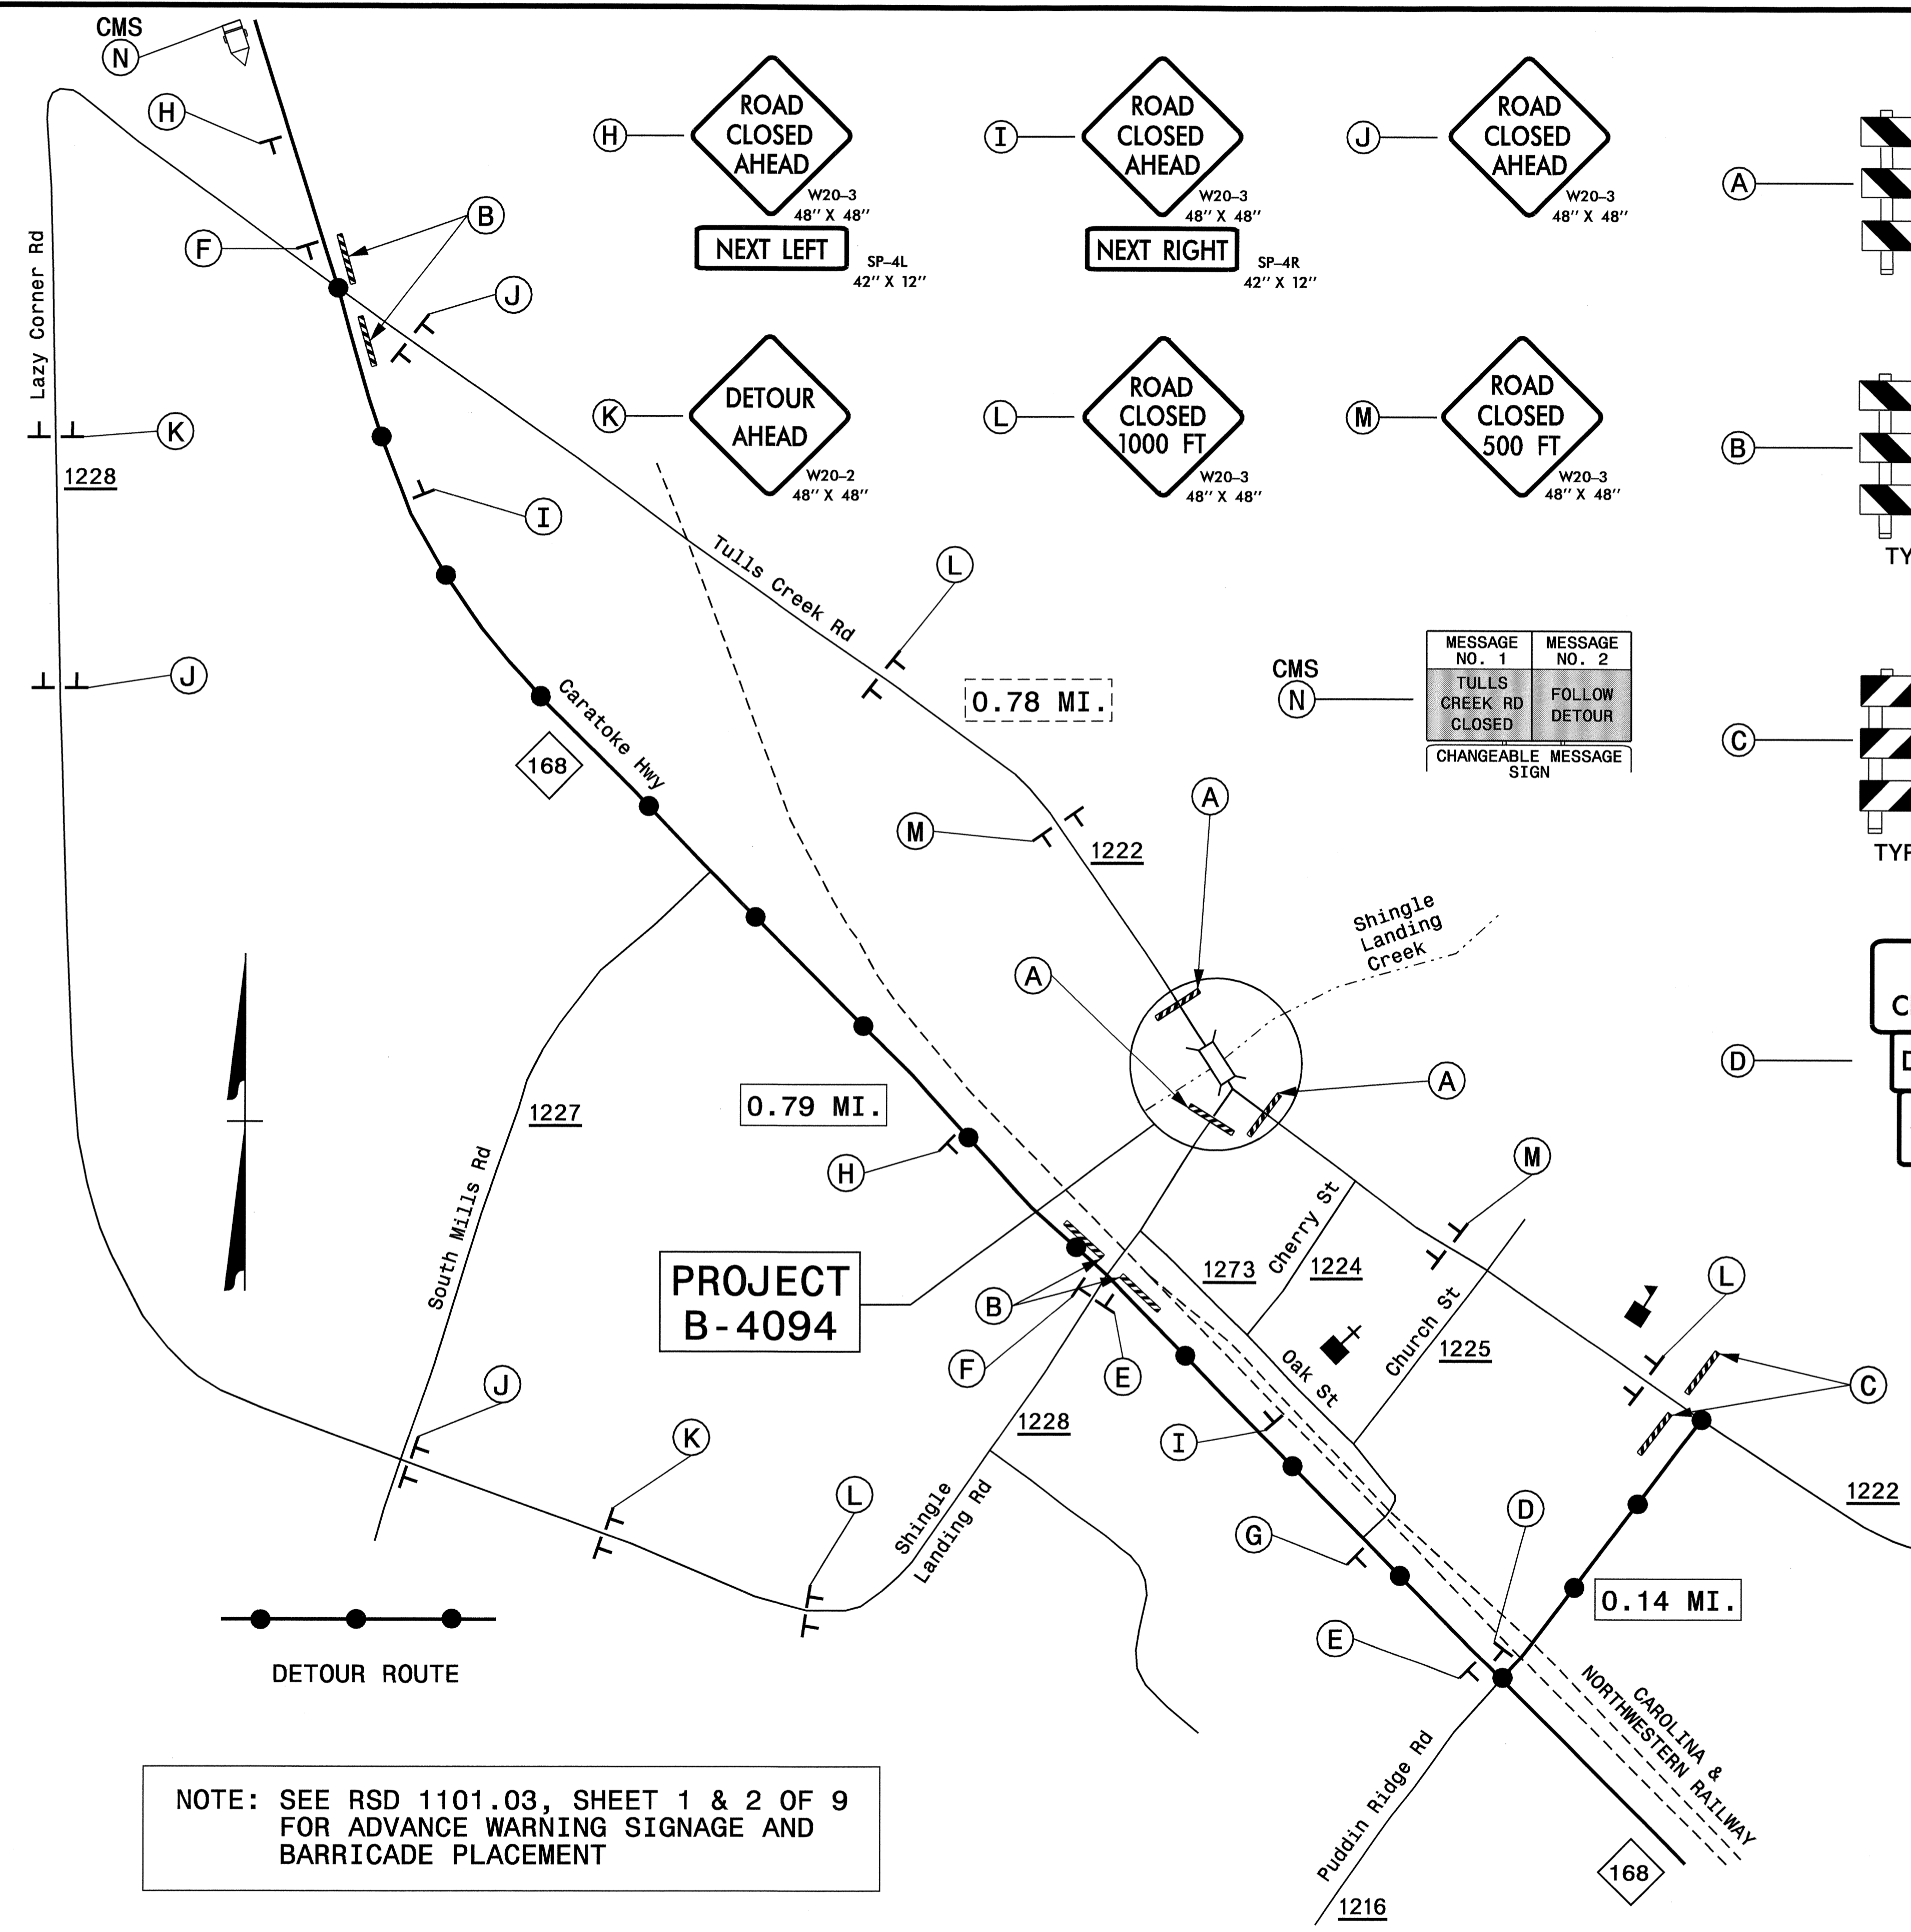 CMS
N
H
F
B
J
Lazy Corner Rd
K
1228
J
I
H
ROAD
CLOSED
AHEAD
W20-3
48" X 48"
NEXT LEFT
SP-4L
42" X 12"
I
ROAD
CLOSED
AHEAD
W20-3
48" X 48"
NEXT RIGHT
SP-4R
42" X 12"
J
ROAD
CLOSED
AHEAD
W20-3
48" X 48"
A
K
DETOUR
AHEAD
W20-2
48" X 48"
L
ROAD
CLOSED
1000 FT
W20-3
48" X 48"
M
ROAD
CLOSED
500 FT
W20-3
48" X 48"
B
TY
Tulls Creek Rd
L
0.78 MI.
CMS
N
MESSAGE
NO. 1
TULLS
CREEK RD
CLOSED
MESSAGE
NO. 2
FOLLOW
DETOUR
CHANGEABLE MESSAGE
SIGN
C
TYP
Caratoke Hwy
168
M
1222
A
Shingle
Landing
Creek
A
A
D
C
D
0.79 MI.
1227
South Mills Rd
H
PROJECT
B-4094
B
F
E
M
Cherry St
1273
1224
Church St
1225
Oak St
L
C
1228
I
J
K
L
Shingle
Landing Rd
G
D
1222
0.14 MI.
E
DETOUR ROUTE
CAROLINA &
NORTHWESTERN RAILWAY
Puddin Ridge Rd
168
1216
NOTE: SEE RSD 1101.03, SHEET 1 & 2 OF 9
FOR ADVANCE WARNING SIGNAGE AND
BARRICADE PLACEMENT